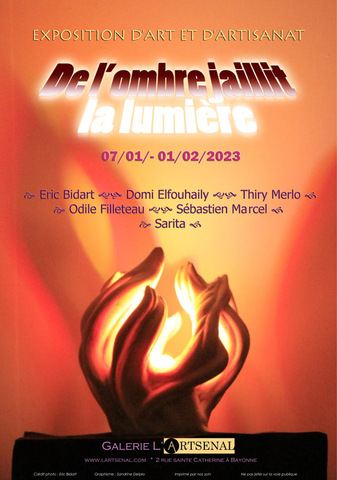 EXPOSITION D'ART ET D'ARTISANAT
De l'ombre jaillit
la lumière
07/01/- 01/02/2023
Eric Bidart Domi Elfouhaily Thiry Merlo
Odile Filleteau Sébastien Marcel
Sarita
GALERIE L'ARTSENAL
WWW.LARTSENAL.COM * 2 RUE SAINTE CATHERINE À BAYONNE
Crédit photo : Eric Bidart Graphisme : Sandrine Delpla Imprimé par nos soin Ne pas jeter sur la voie publique